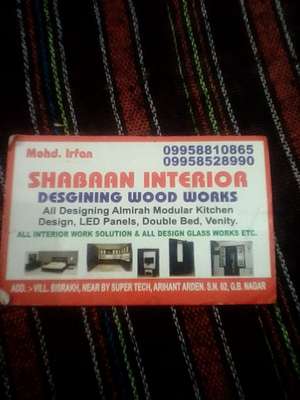 Mohd. Irfan
09958810865
09958528990
SHABAAN INTERIOR
DESGINING WOOD WORKS
All Designing Almirah Modular Kitchen
Design, LED Panels, Double Bed, Venity.
ALL INTERIOR WORK SOLUTION & ALL DESIGN GLASS WORKS ETC.
ADD. :- VILL. BISRAKH, NEAR BY SUPER TECH, ARIHANT ARDEN, S.N. 02, G.B. NAGAR